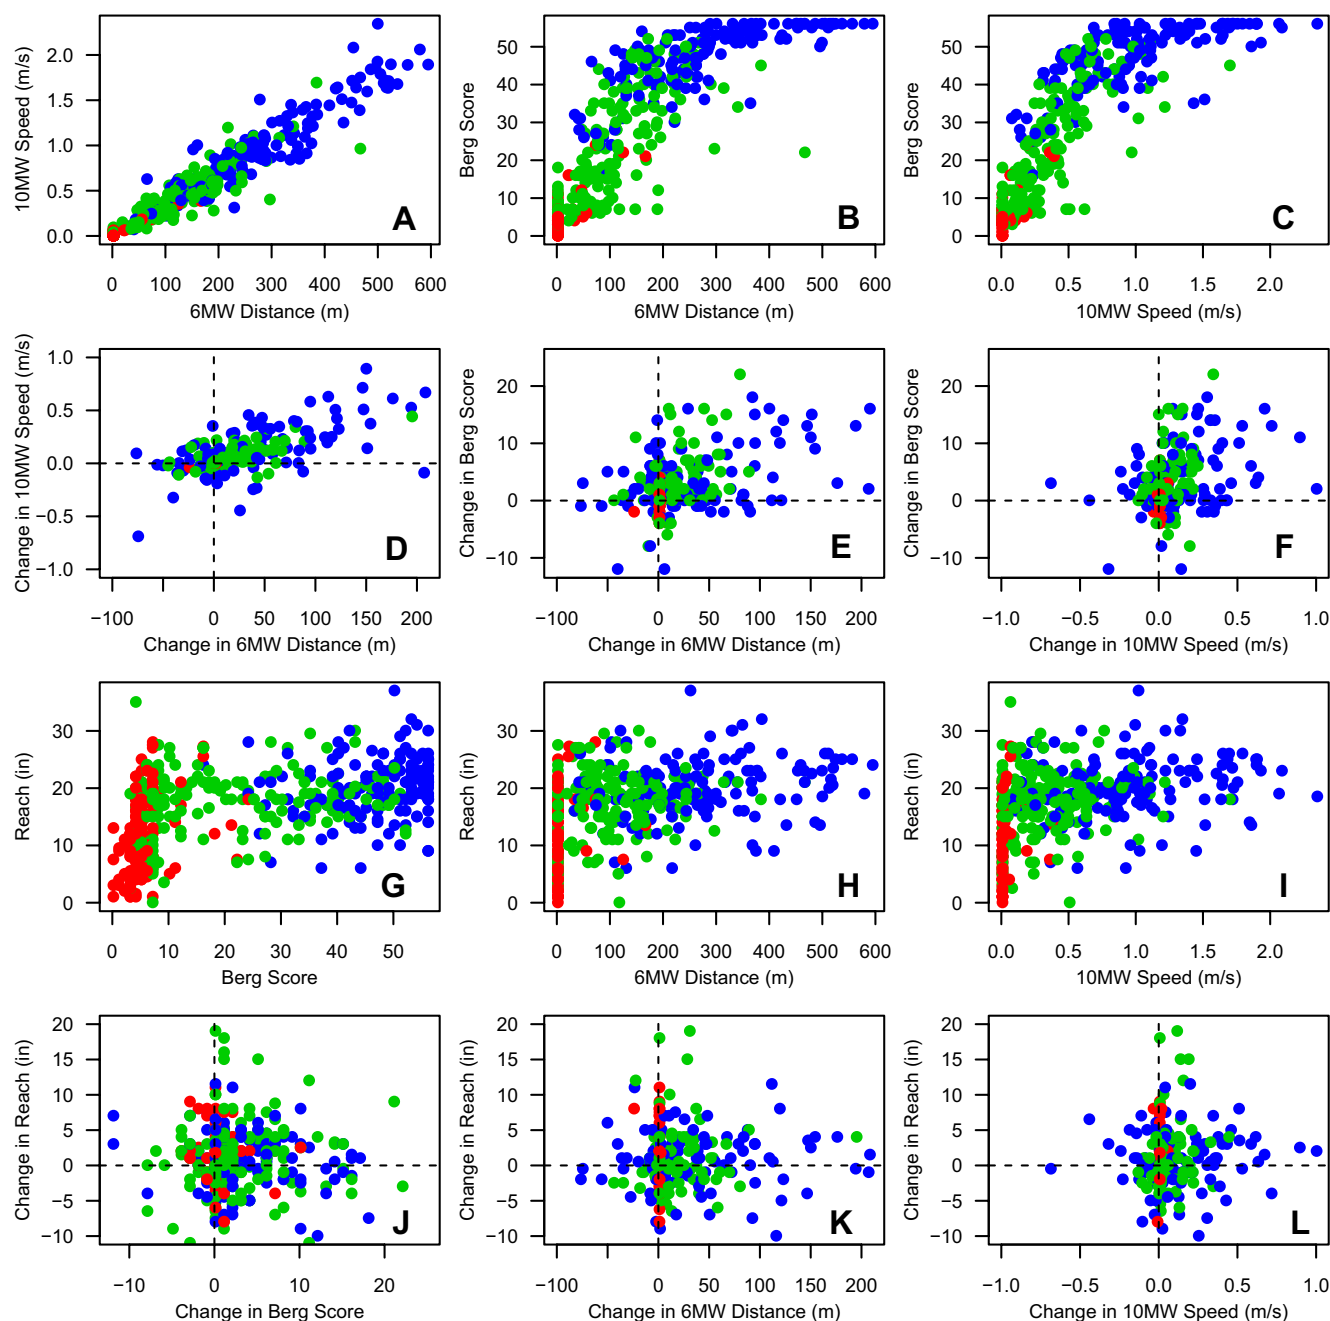 10MW Speed (m/s)
2.0
1.5
1.0
0.5
0.0
A
0 100 200 300 400 500 600
6MW Distance (m)
Berg Score
50
40
30
20
10
0
B
0 100 200 300 400 500 600
6MW Distance (m)
Berg Score
50
40
30
20
10
0
C
0.0 0.5 1.0 1.5 2.0
10MW Speed (m/s)
Change in 10MW Speed (m/s)
1.0
0.5
0.0
−0.5
−1.0
D
−100 0 50 100 150 200
Change in 6MW Distance (m)
Change in Berg Score
20
10
0
−10
E
−100 0 50 100 150 200
Change in 6MW Distance (m)
Change in Berg Score
20
10
0
−10
F
−1.0 −0.5 0.0 0.5 1.0
Change in 10MW Speed (m/s)
Reach (in)
30
20
10
0
G
0 10 20 30 40 50
Berg Score
Reach (in)
30
20
10
0
H
0 100 200 300 400 500 600
6MW Distance (m)
Reach (in)
30
20
10
0
I
0.0 0.5 1.0 1.5 2.0
10MW Speed (m/s)
Change in Reach (in)
20
15
10
5
0
−5
−10
J
−10 0 10 20
Change in Berg Score
Change in Reach (in)
20
15
10
5
0
−5
−10
K
−100 0 50 100 150 200
Change in 6MW Distance (m)
Change in Reach (in)
20
15
10
5
0
−5
−10
L
−1.0 −0.5 0.0 0.5 1.0
Change in 10MW Speed (m/s)